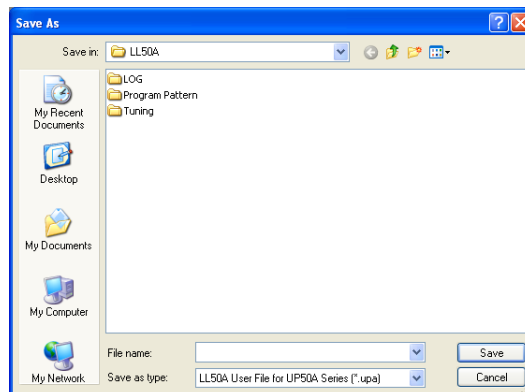 Save As
Save in: LL50A
LOG
Program Pattern
Tuning
My Recent
Documents
Desktop
My Documents
My Computer
My Network
File name:
Save
Save as type: LL50A User File for UP50A Series (*.upa)
Cancel